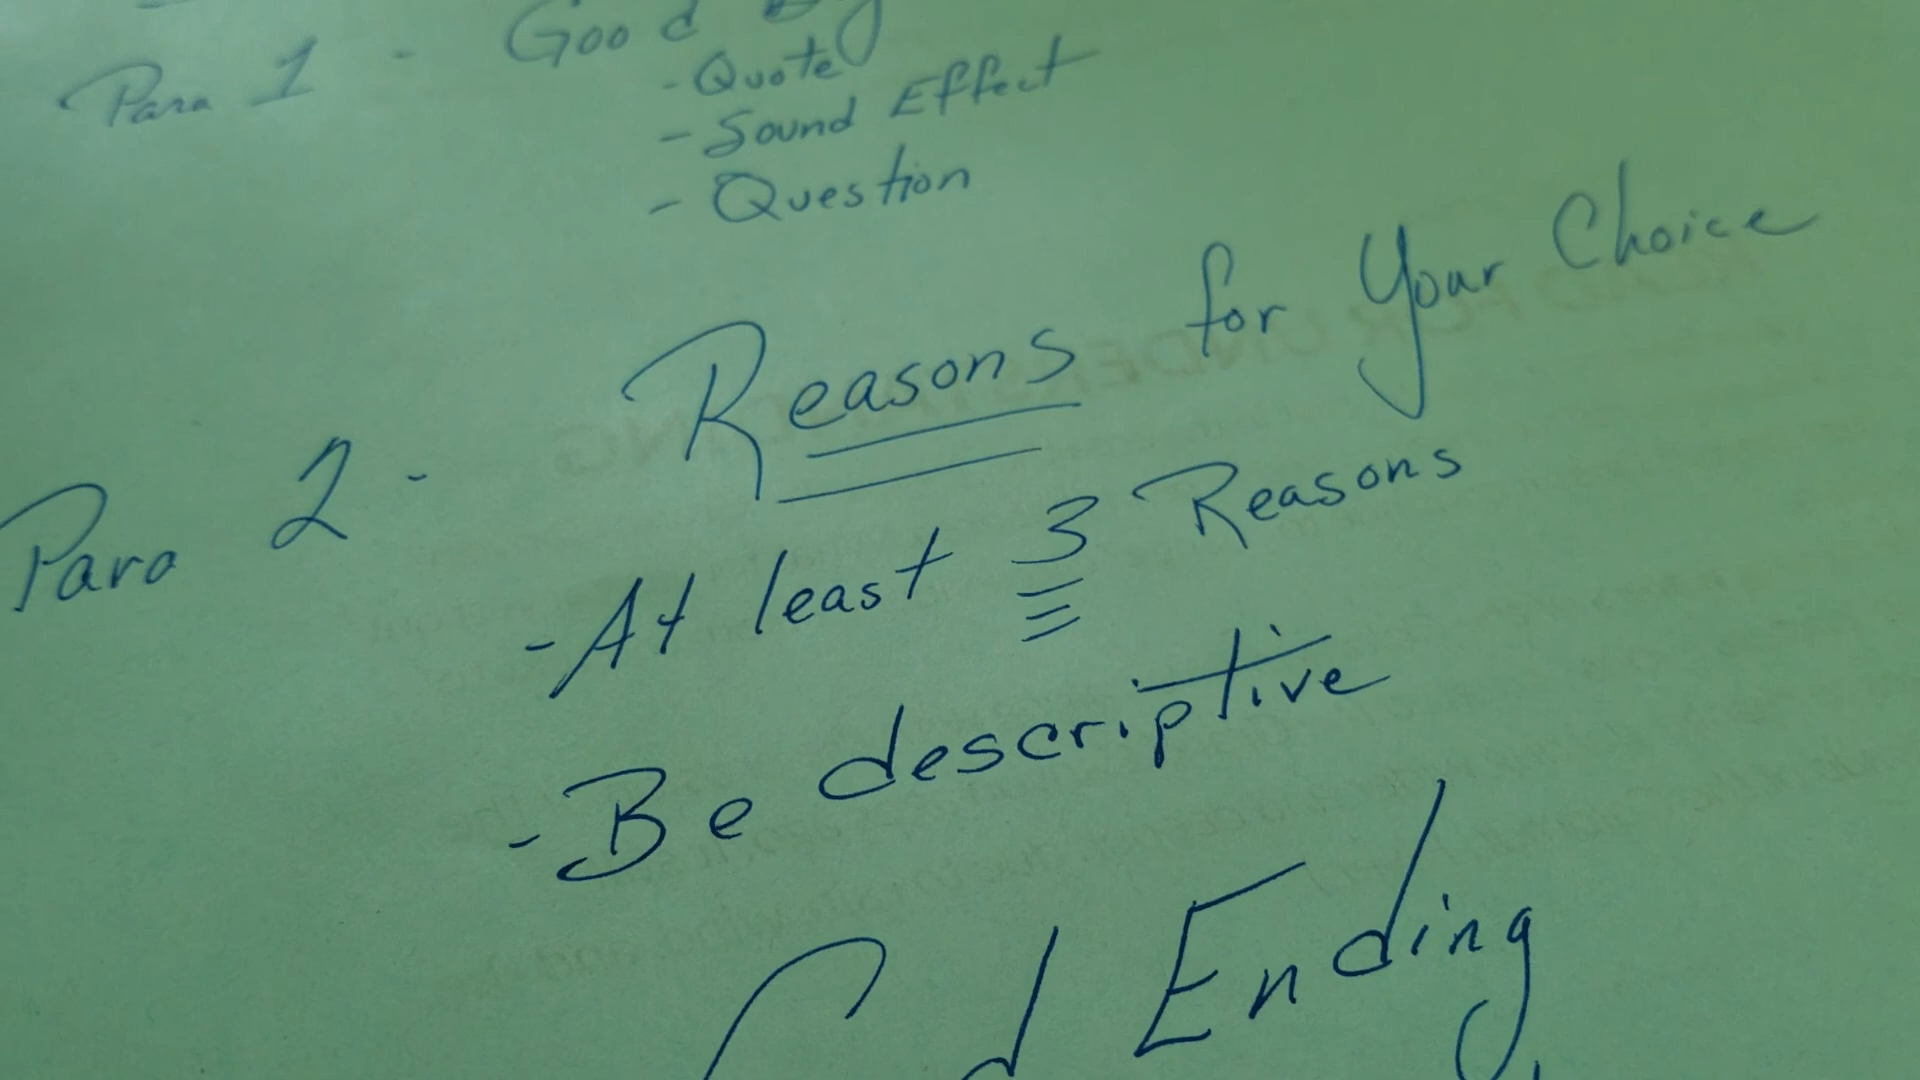 Para 1 - Good
- Quote
- Sound Effect
- Question
Para 2 - Reasons for Your Choice
- At least 3 Reasons
- Be descriptive
Ending